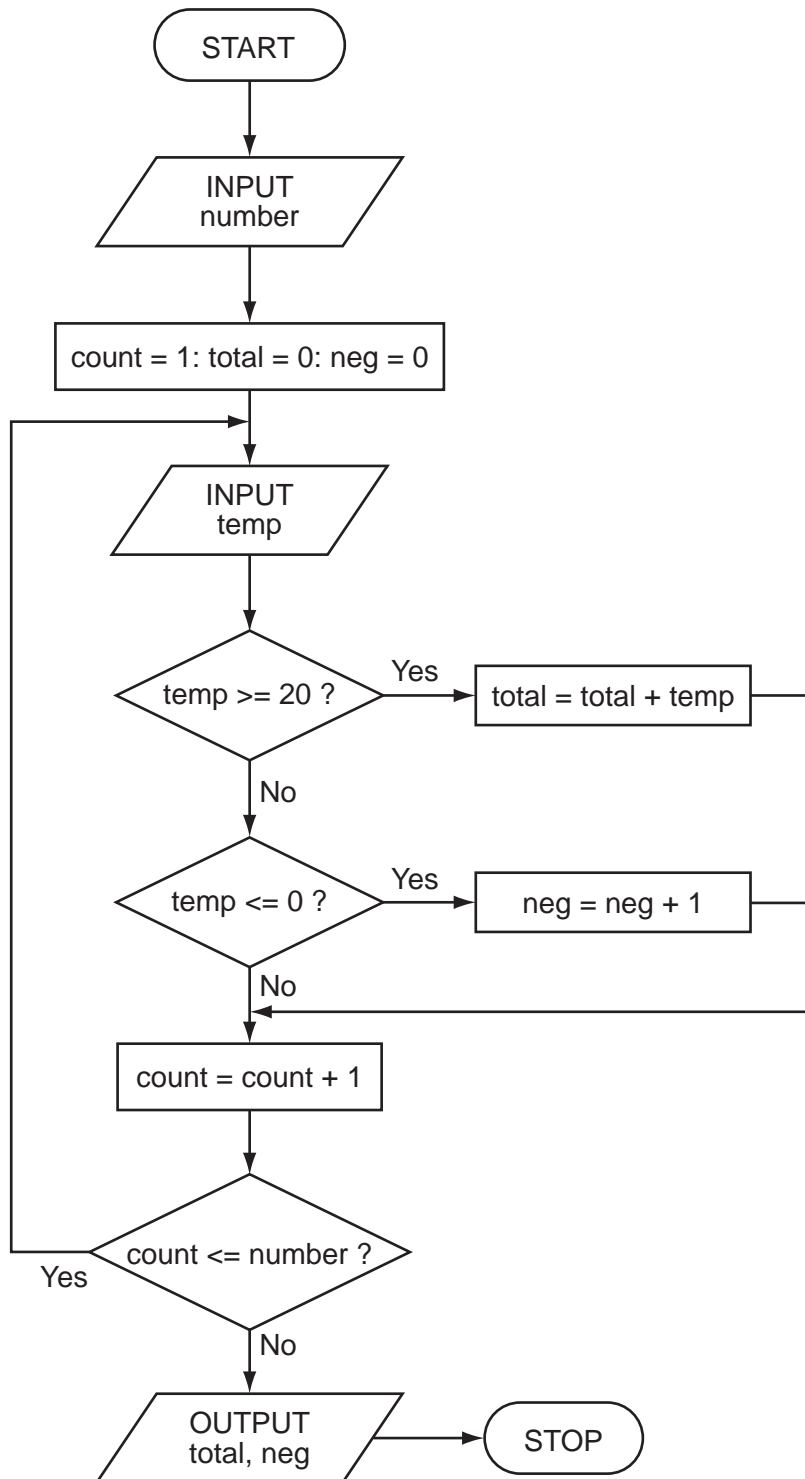 START
INPUT
number
count = 1: total = 0: neg = 0
INPUT
temp
temp >= 20 ?
Yes
total = total + temp
No
temp <= 0 ?
Yes
neg = neg + 1
No
count = count + 1
count <= number ?
Yes
No
OUTPUT
total, neg
STOP